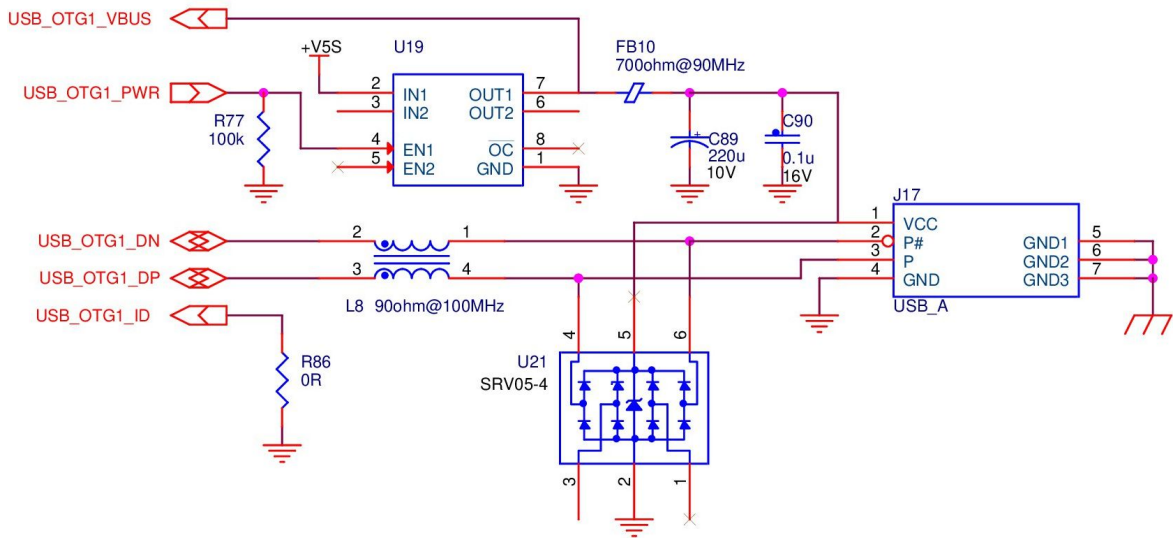 USB_OTG1_VBUS
+V5S
U19
FB10
700ohm@90MHz
USB_OTG1_PWR
2
IN1
OUT1
7
3
IN2
OUT2
6
R77
100k
4
EN1
OC
8
5
EN2
GND
1
C89
220u
10V
C90
0.1u
16V
J17
1
VCC
USB_OTG1_DN
2
1
2
P#
GND1
5
3
P
GND2
6
USB_OTG1_DP
3
4
4
GND
GND3
7
L8 90ohm@100MHz
USB_A
USB_OTG1_ID
4
5
6
R86
0R
U21
SRV05-4
3
2
1